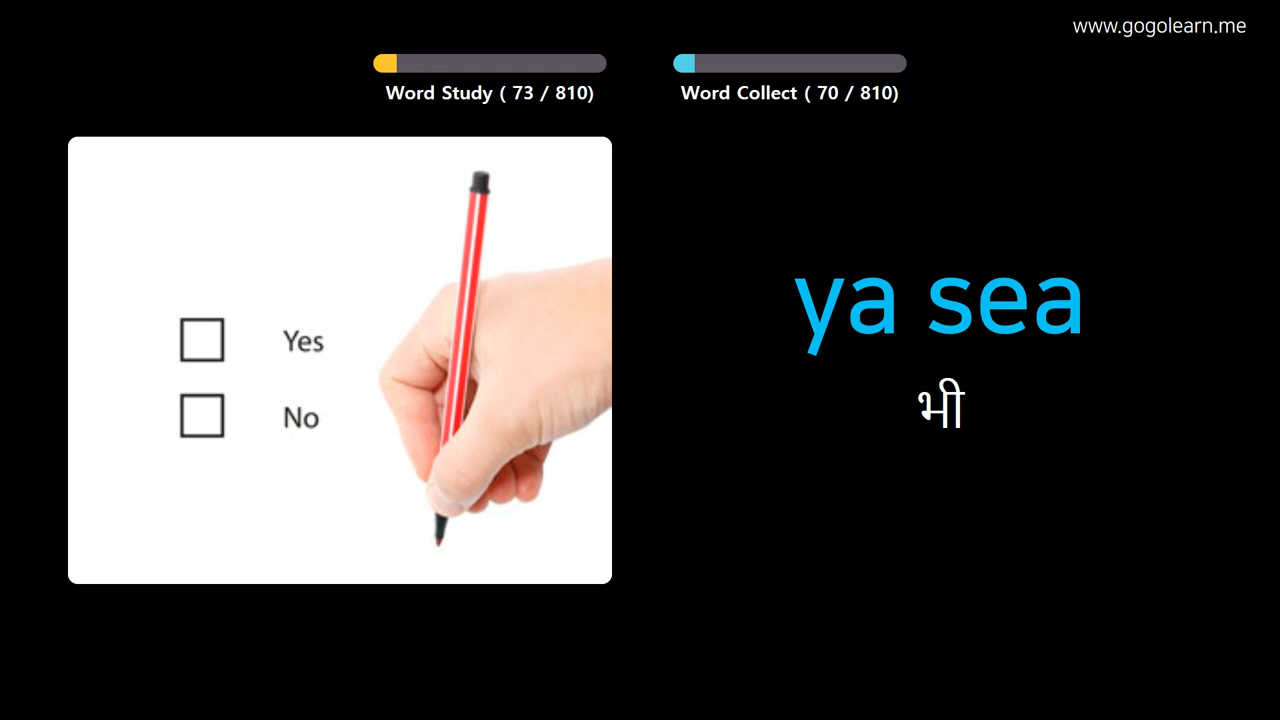 www.gogolearn.me
Word Study ( 73 / 810)
Word Collect ( 70 / 810)
Yes
No
ya sea
भी